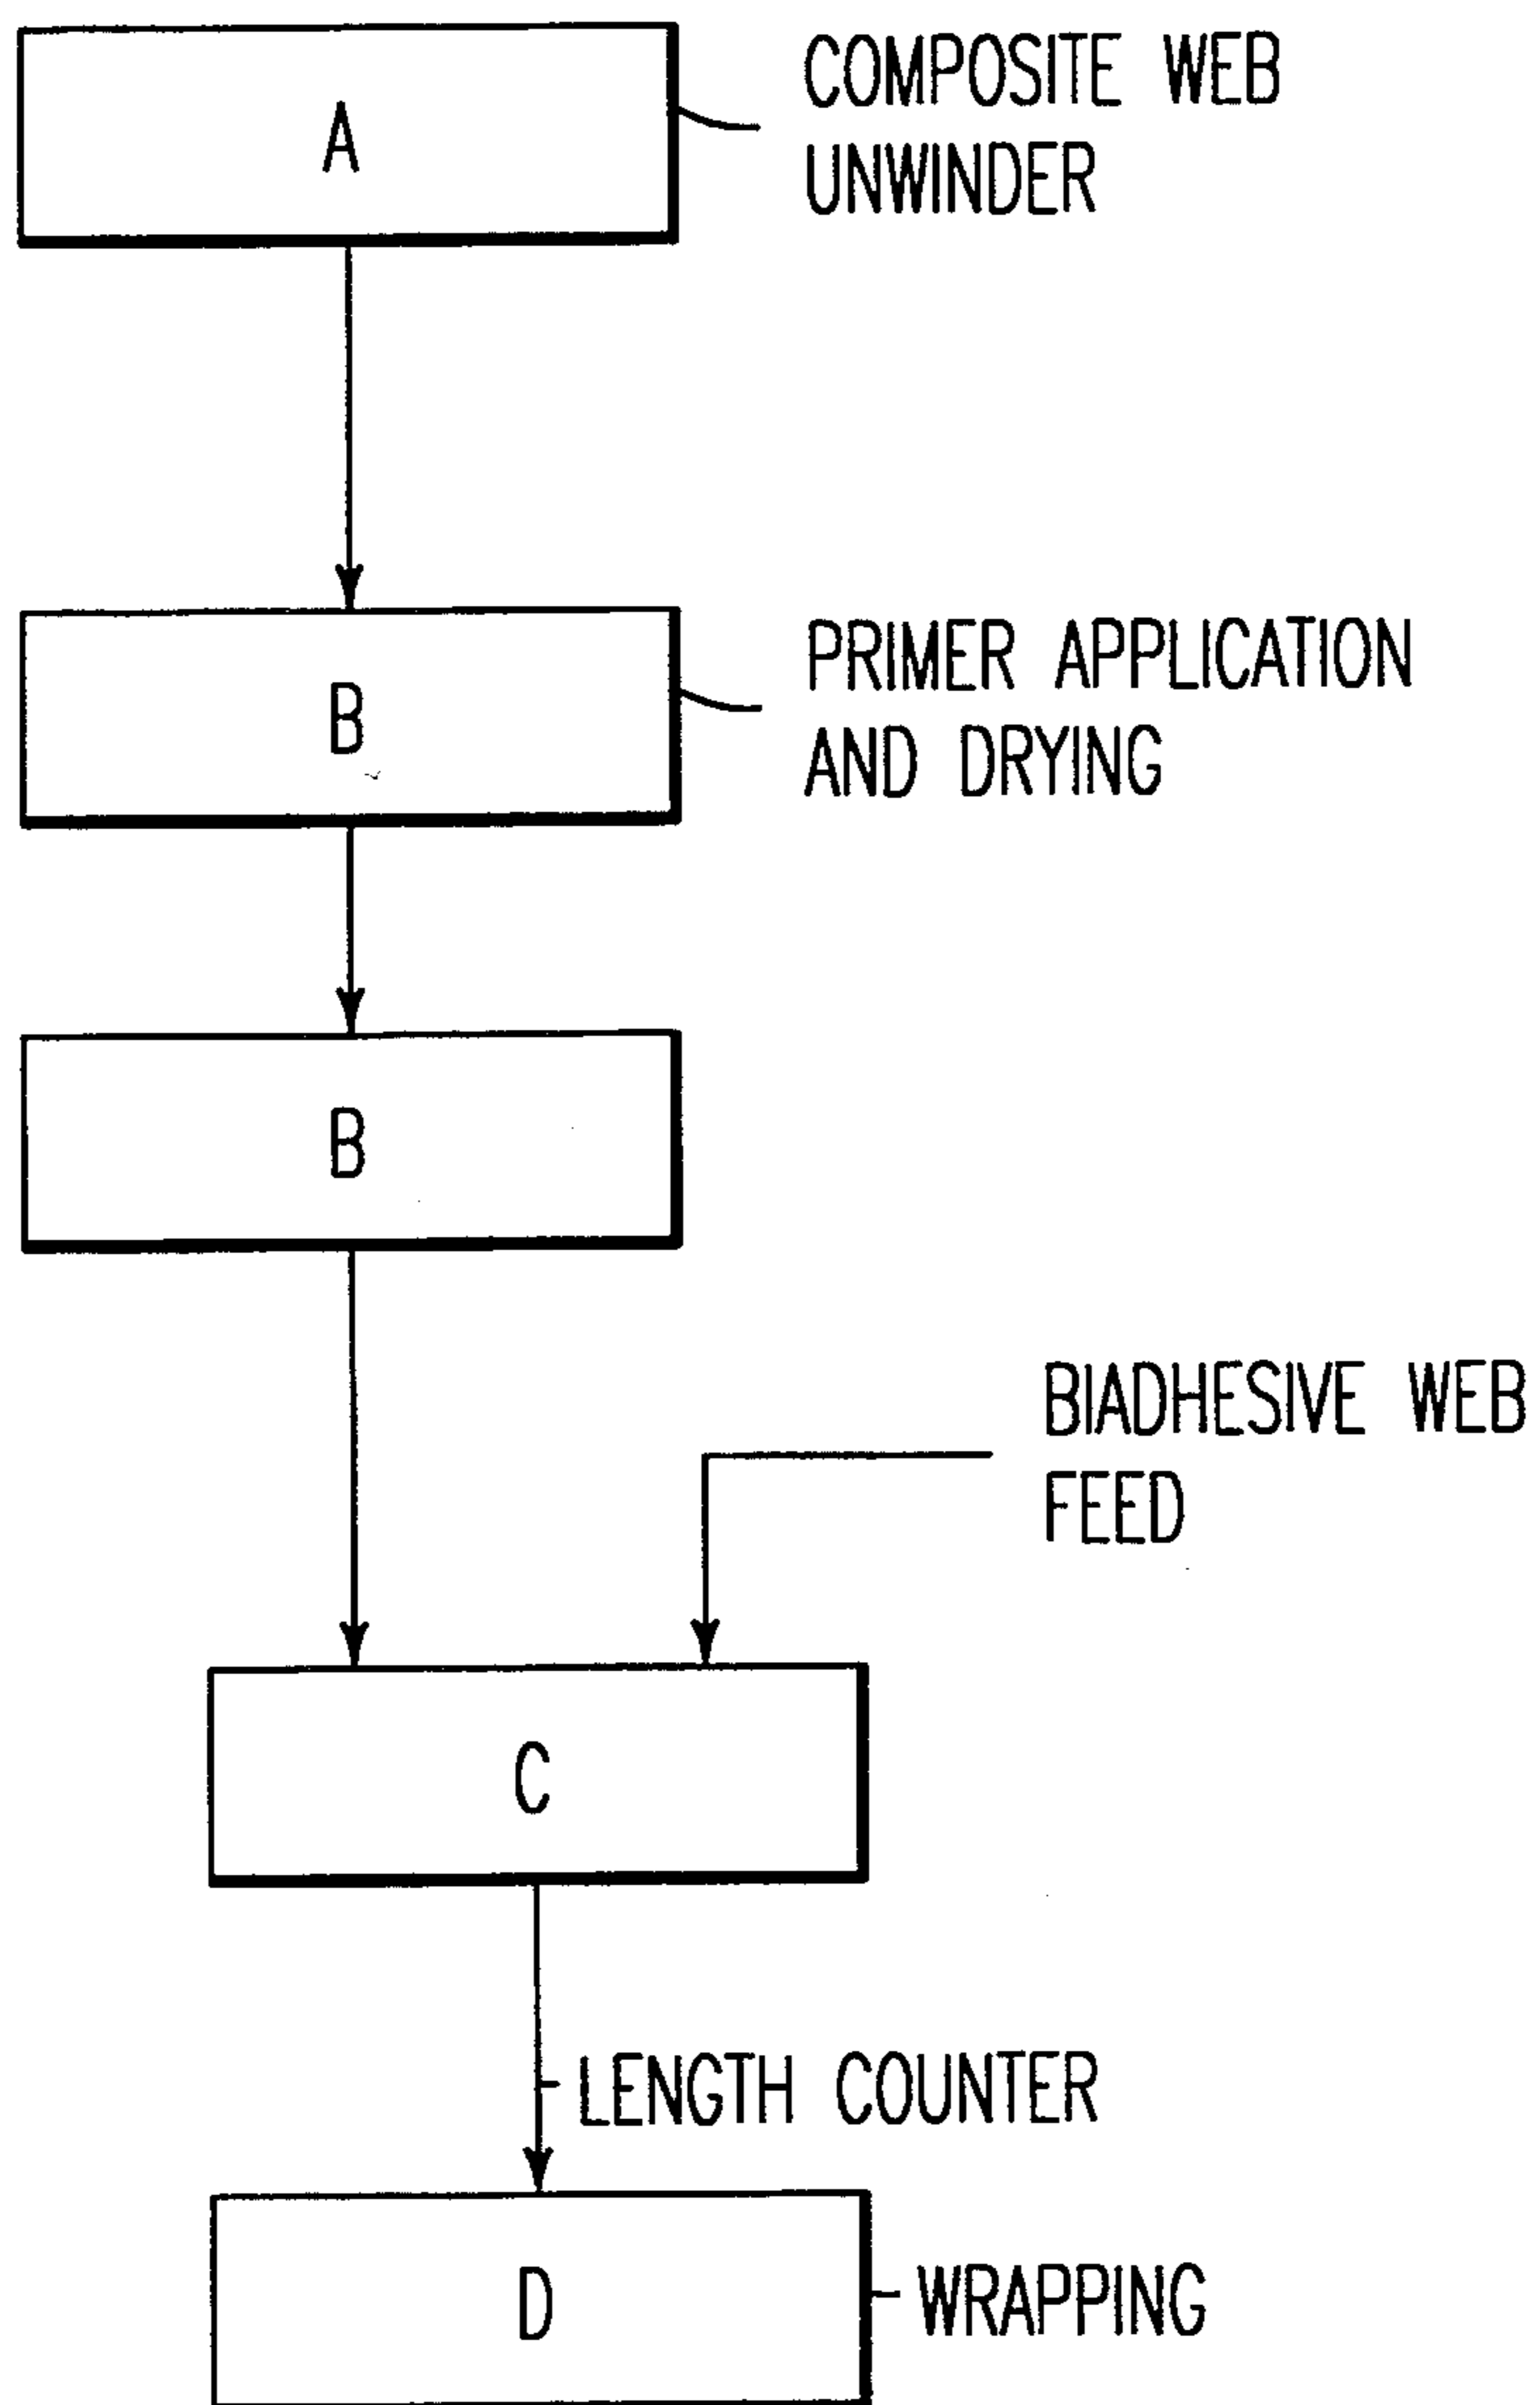 A
COMPOSITE WEB
UNWINDER
B
PRIMER APPLICATION
AND DRYING
B
BIADHESIVE WEB
FEED
C
LENGTH COUNTER
D
WRAPPING